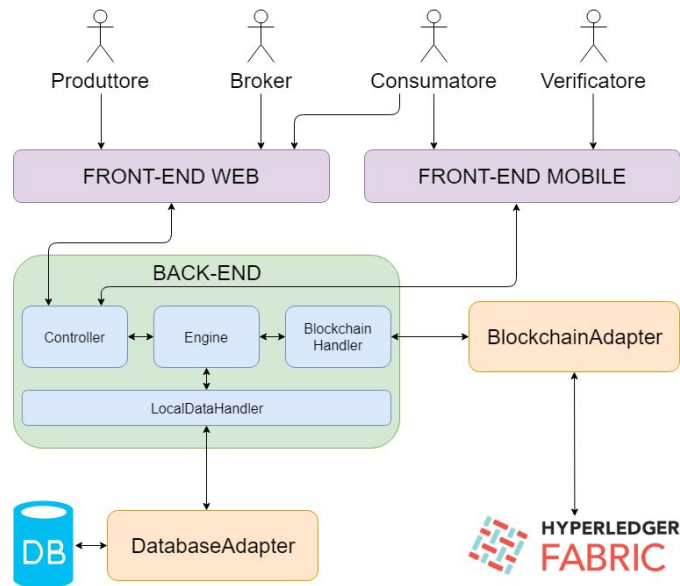 Produttore
Broker
Consumatore
Verificatore
FRONT-END WEB
FRONT-END MOBILE
BACK-END
Controller
Engine
Blockchain
Handler
BlockchainAdapter
LocalDataHandler
DB
DatabaseAdapter
HYPERLEDGER
FABRIC